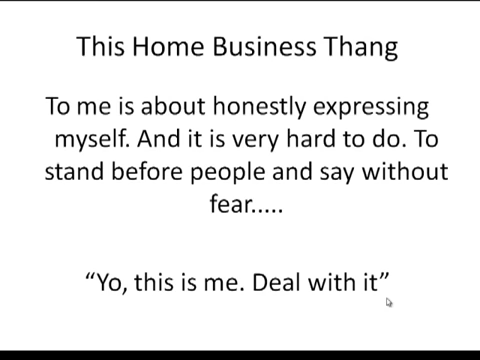 This Home Business Thang
To me is about honestly expressing
myself. And it is very hard to do. To
stand before people and say without
fear.....
“Yo, this is me. Deal with it”